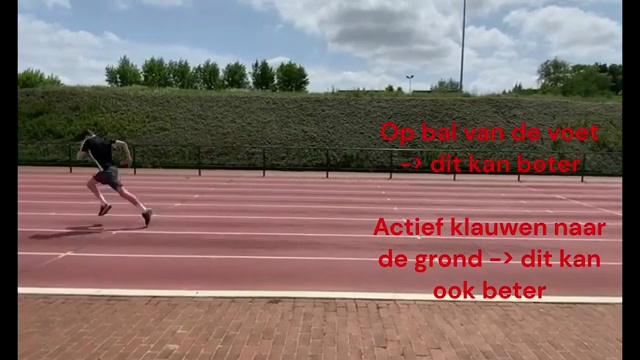 Op bal van de voet
-> dit kan beter
Actief klauwen naar
de grond -> dit kan
ook beter